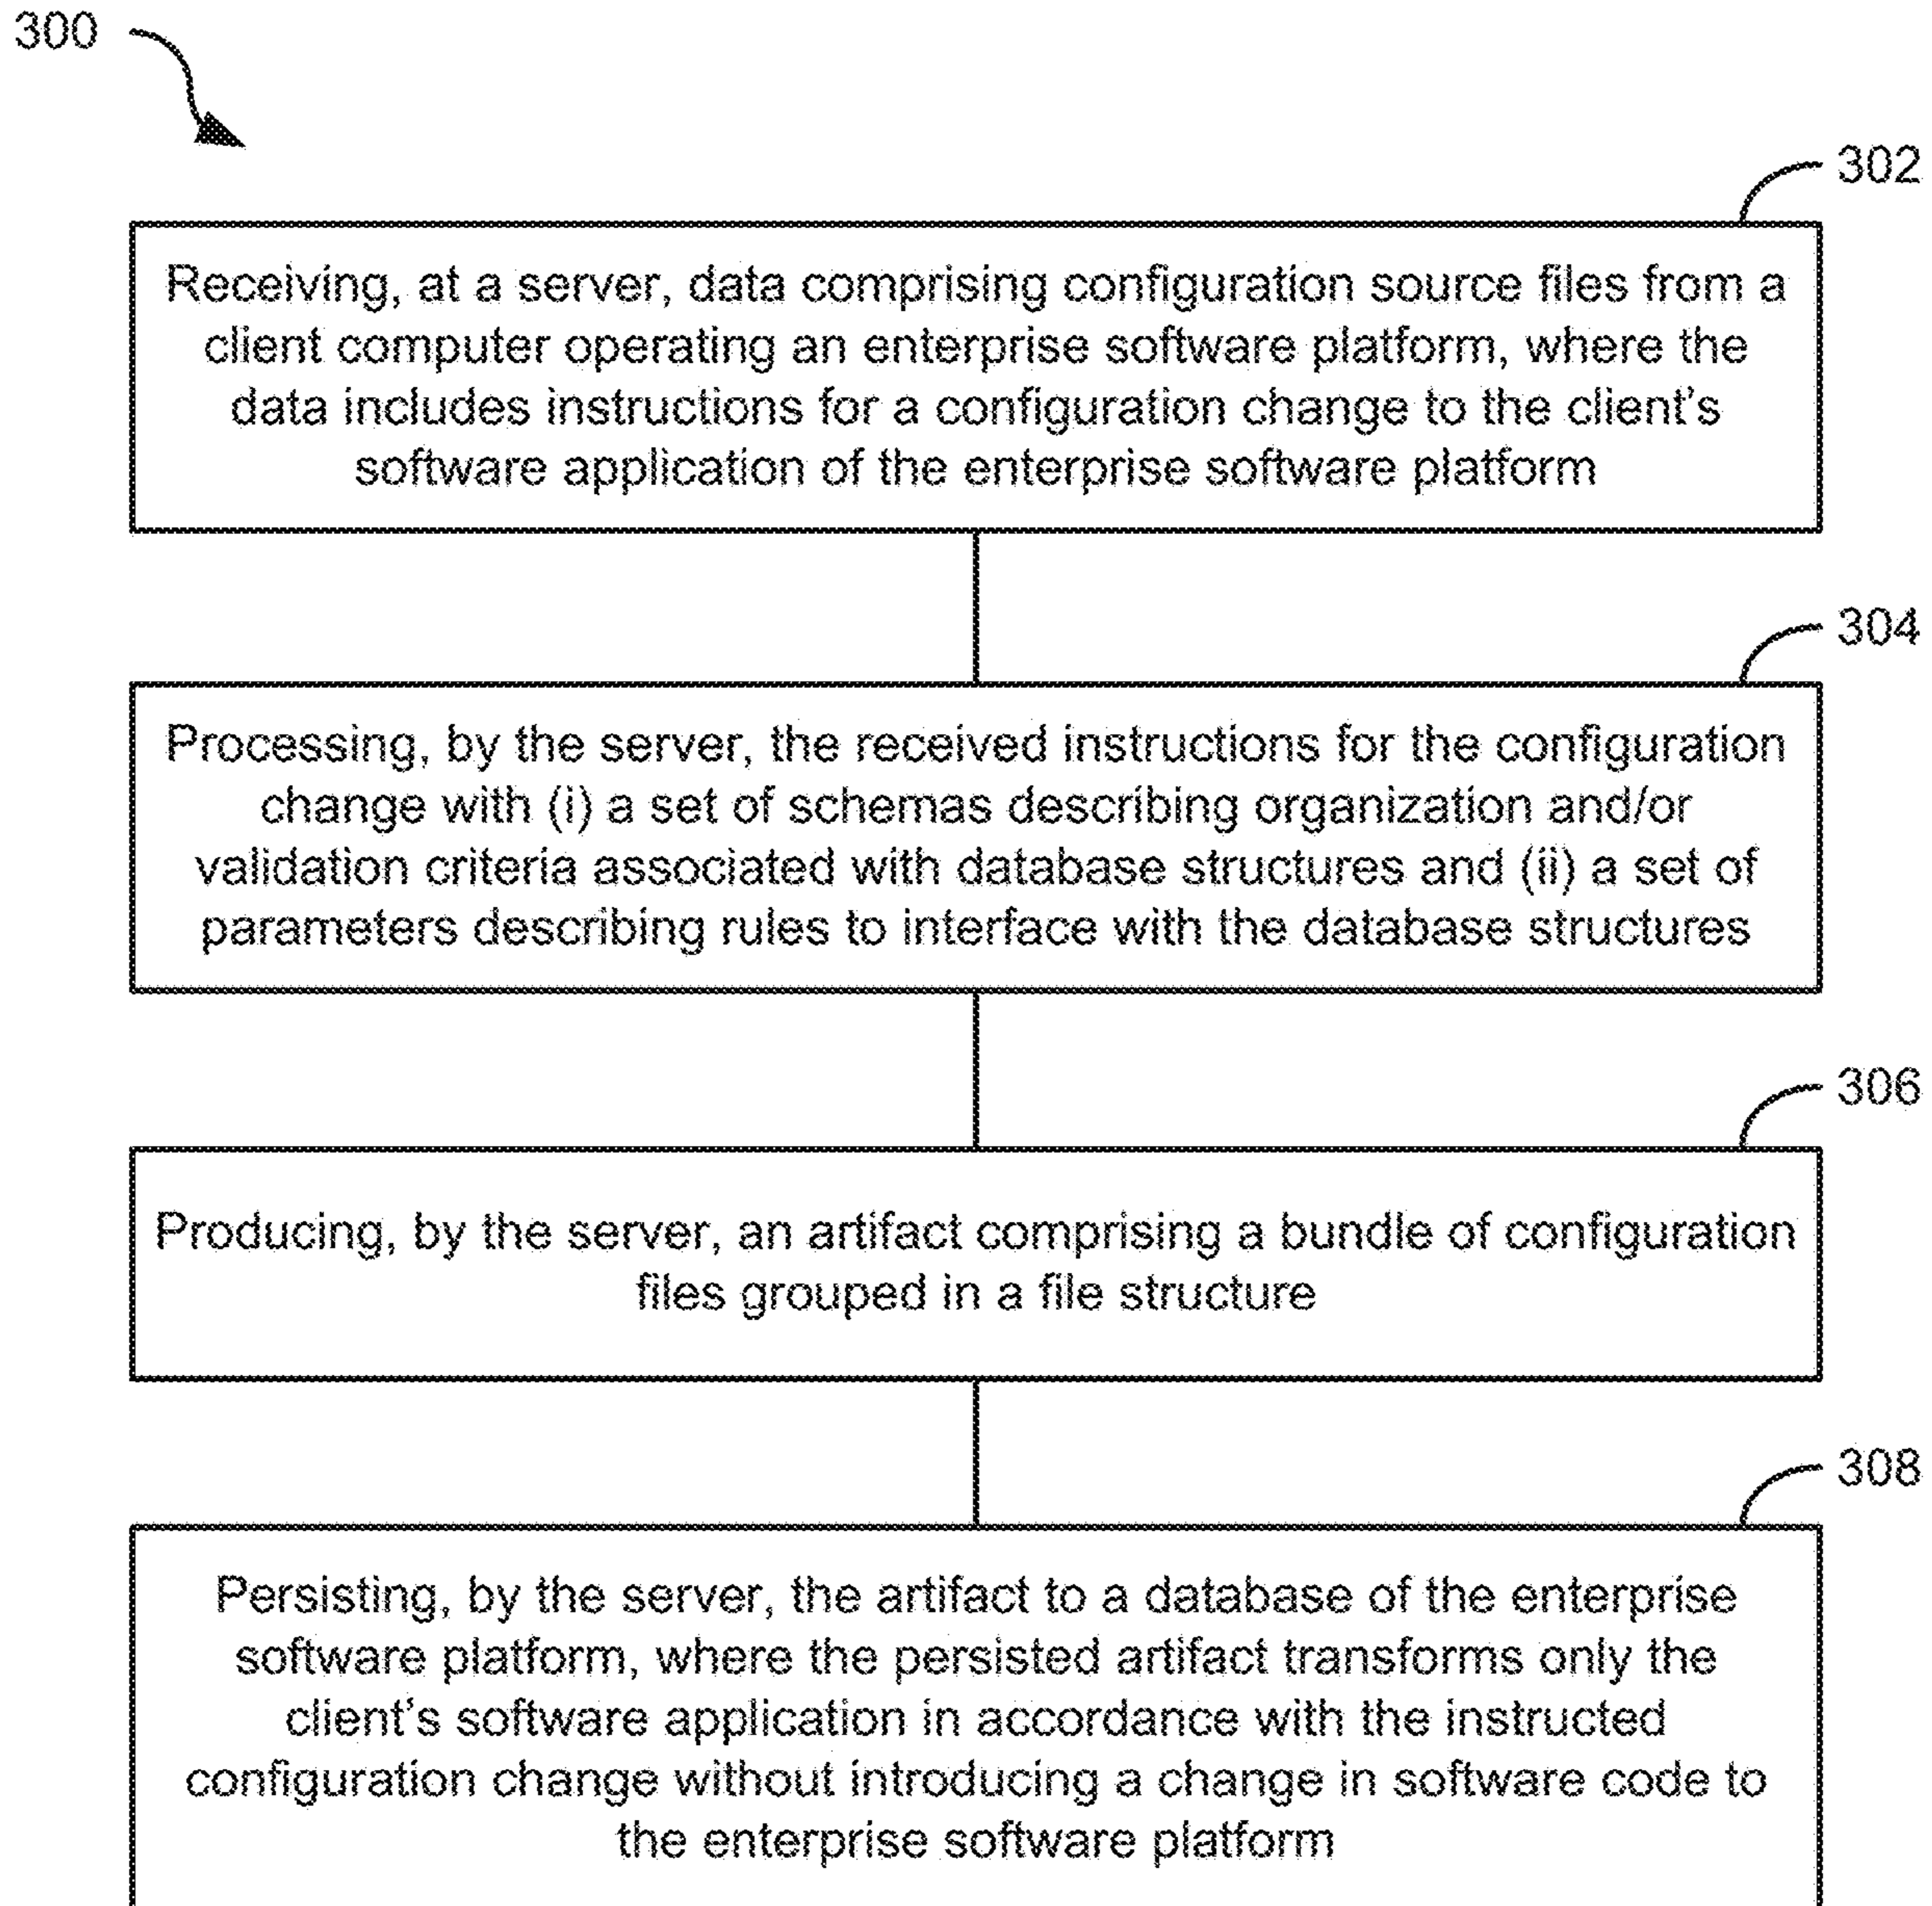 300
302
Receiving, at a server, data comprising configuration source files from a
client computer operating an enterprise software platform, where the
data includes instructions for a configuration change to the client's
software application of the enterprise software platform
304
Processing, by the server, the received instructions for the configuration
change with (i) a set of schemas describing organization and/or
validation criteria associated with database structures and (ii) a set of
parameters describing rules to interface with the database structures
306
Producing, by the server, an artifact comprising a bundle of configuration
files grouped in a file structure
308
Persisting, by the server, the artifact to a database of the enterprise
software platform, where the persisted artifact transforms only the
client's software application in accordance with the instructed
configuration change without introducing a change in software code to
the enterprise software platform